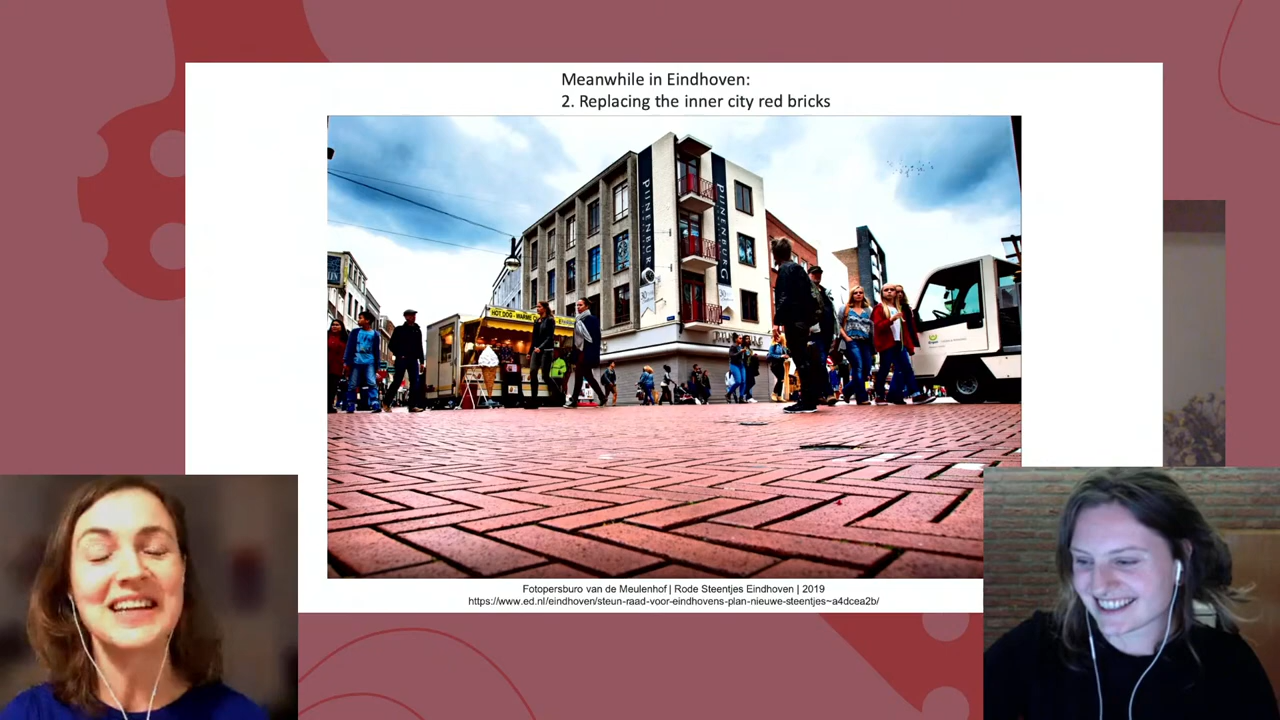 Meanwhile in Eindhoven:
2. Replacing the inner city red bricks
PIJNENBURG
PIJNENBURG
HOT DOG - WARME
Fotopersburo van de Meulenhof | Rode Steentjes Eindhoven | 2019
https://www.ed.nl/eindhoven/steun-raad-voor-eindhovens-plan-nieuwe-steentjes~a4dcea2b/